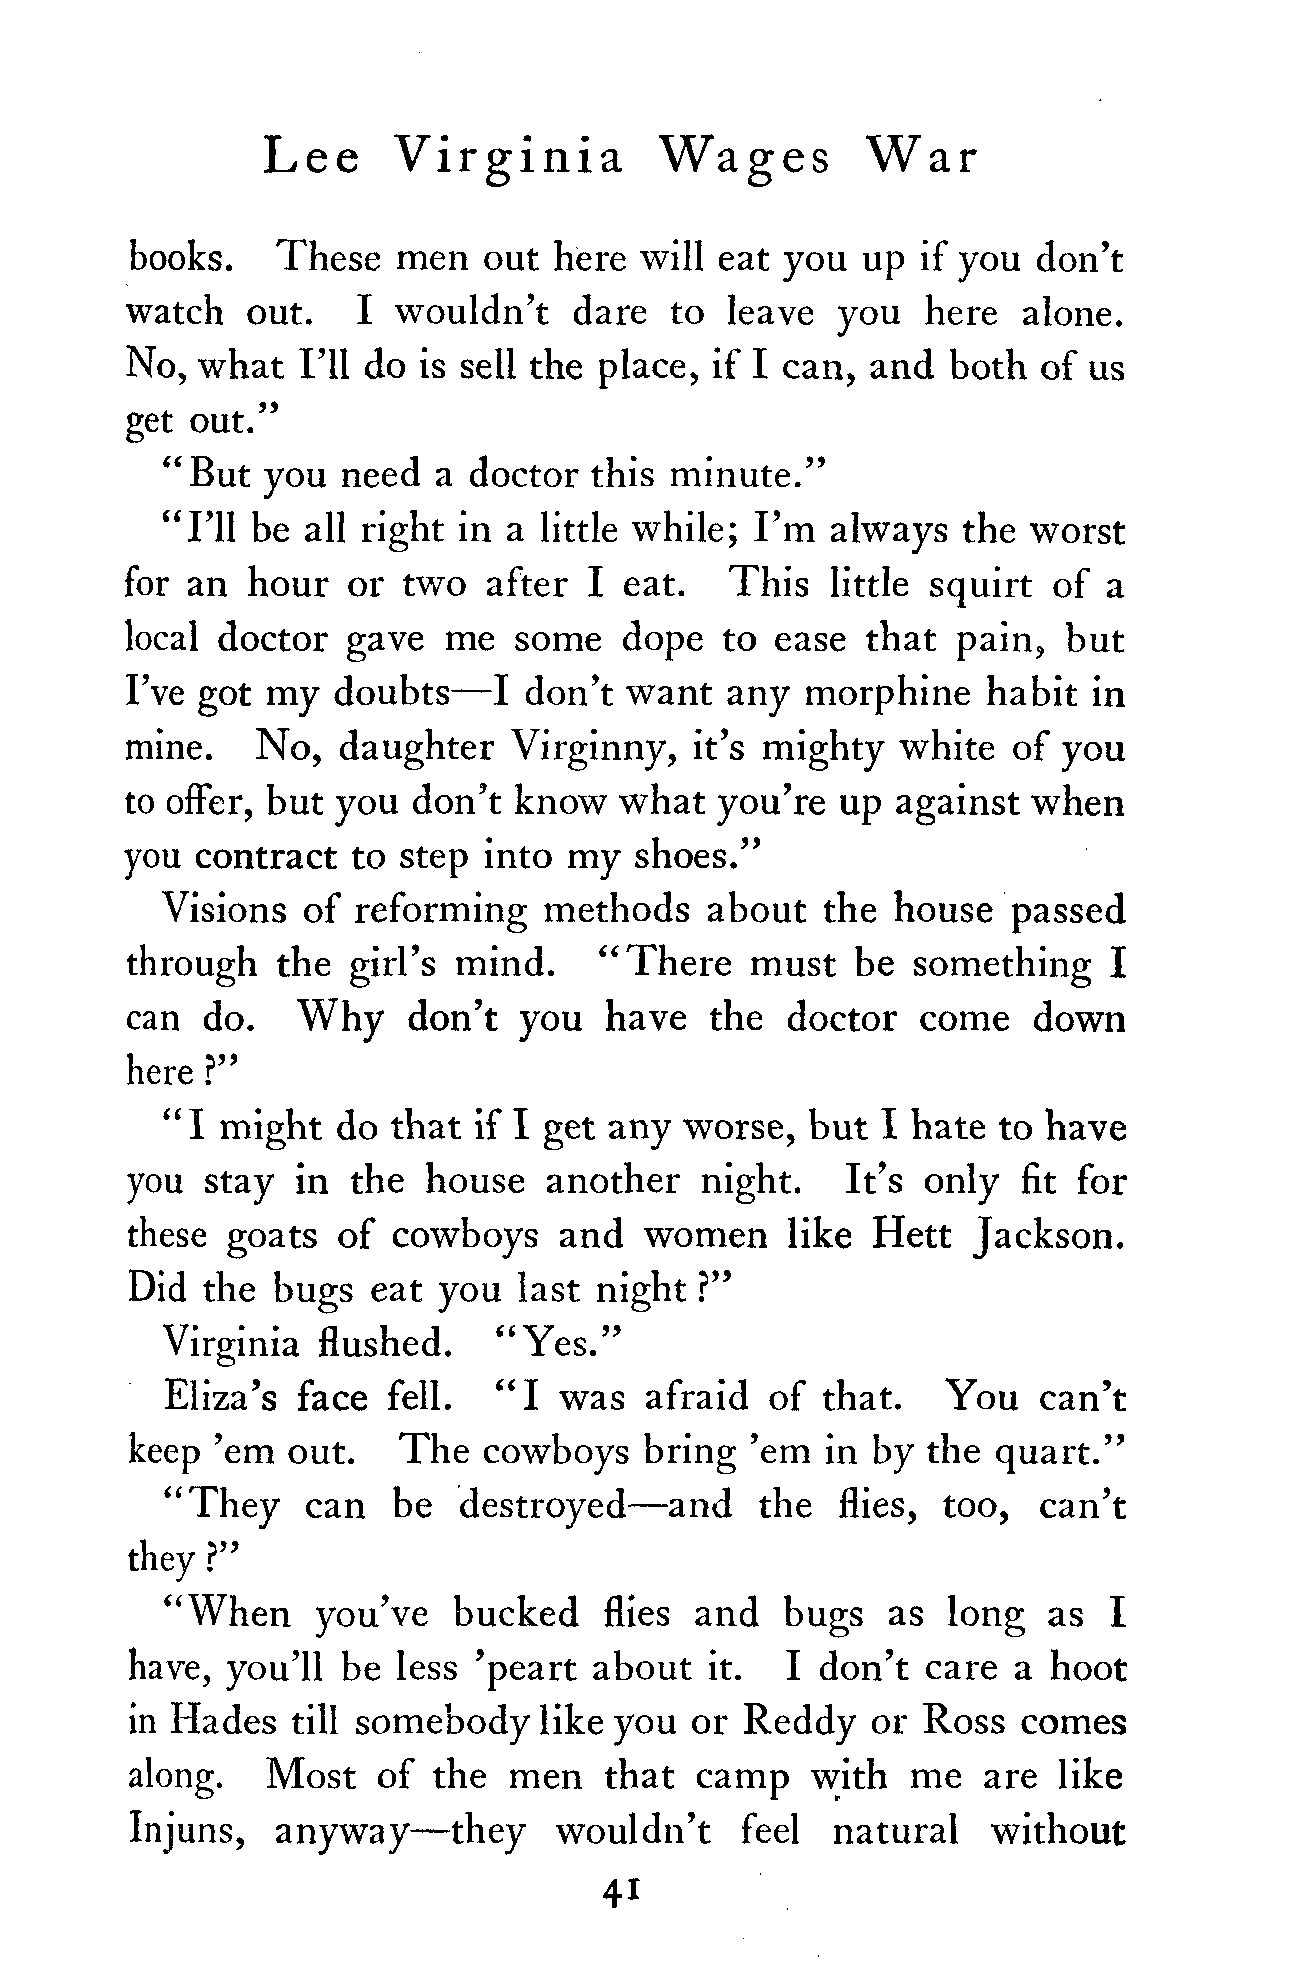 Lee Virginia Wages War
books. These men out here will eat you up if you don't
watch out. I wouldn't dare to leave you here alone.
No, what I'll do is sell the place, if I can, and both of us
get out."
"But you need a doctor this minute."
"I'll be all right in a little while; I'm always the worst
for an hour or two after I eat. This little squirt of a
local doctor gave me some dope to ease that pain, but
I've got my doubts—I don't want any morphine habit in
mine. No, daughter Virginny, it's mighty white of you
to offer, but you don't know what you're up against when
you contract to step into my shoes."
Visions of reforming methods about the house passed
through the girl's mind. "There must be something I
can do. Why don't you have the doctor come down
here?"
"I might do that if I get any worse, but I hate to have
you stay in the house another night. It's only fit for
these goats of cowboys and women like Hett Jackson.
Did the bugs eat you last night?"
Virginia flushed. "Yes."
Eliza's face fell. "I was afraid of that. You can't
keep 'em out. The cowboys bring 'em in by the quart."
"They can be destroyed—and the flies, too, can't
they?"
"When you've bucked flies and bugs as long as I
have, you'll be less 'peart about it. I don't care a hoot
in Hades till somebody like you or Reddy or Ross comes
along. Most of the men that camp with me are like
Injuns, anyway—they wouldn't feel natural without
41